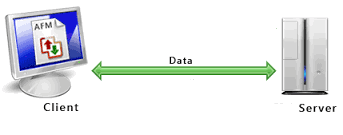 AFM
Data
Client
Server